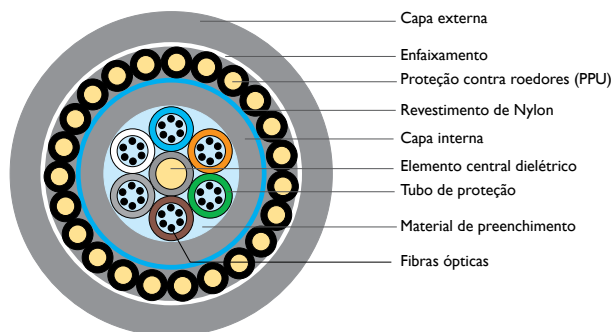 Capa externa
Enfaixamento
Proteção contra roedores (PPU)
Revestimento de Nylon
Capa interna
Elemento central dielétrico
Tubo de proteção
Material de preenchimento
Fibras ópticas